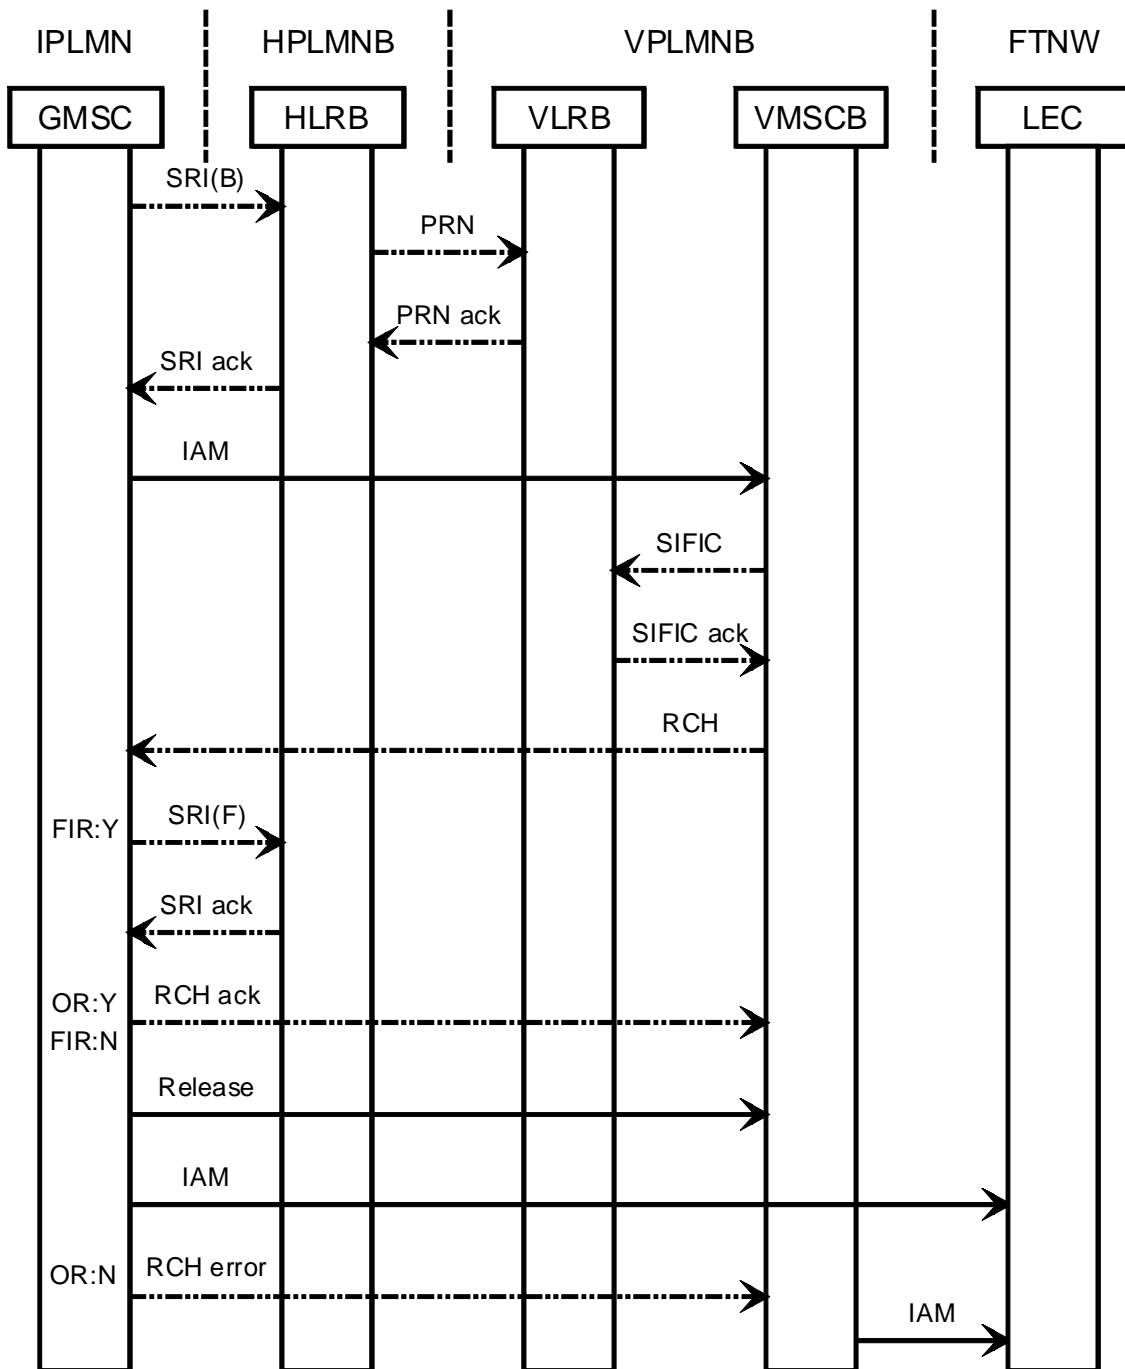 IPLMN HPLMNB VPLMNB FTNW
GMSC HLRB VLRB VMSCB LEC
SRI(B)
PRN
PRN ack
SRI ack
IAM
SIFIC
SIFIC ack
RCH
FIR:Y SRI(F)
SRI ack
OR:Y RCH ack
FIR:N
Release
IAM
OR:N RCH error
IAM